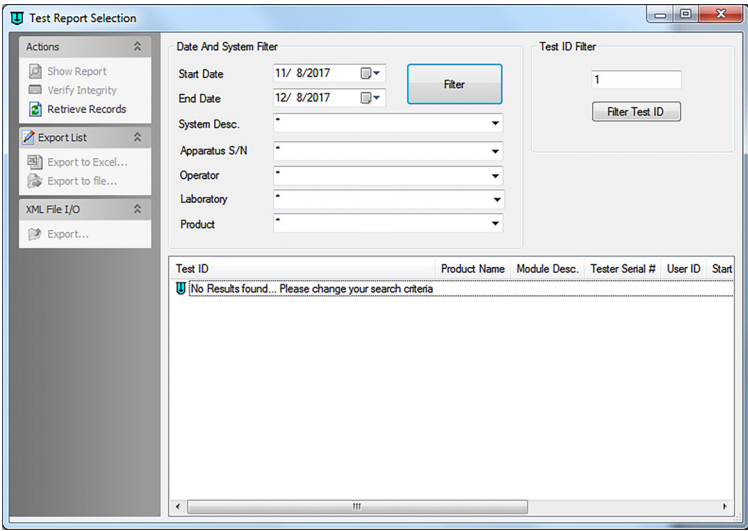 Test Report Selection
Actions
Show Report
Verify Integrity
Retrieve Records
Export List
Export to Excel...
Export to file...
XML File I/O
Export...
Date And System Filter
Start Date 11/ 8/2017
End Date 12/ 8/2017
Filter
System Desc. *
Apparatus S/N *
Operator *
Laboratory *
Product *
Test ID Filter
1
Filter Test ID
Test ID Product Name Module Desc. Tester Serial # User ID Start
No Results found... Please change your search criteria